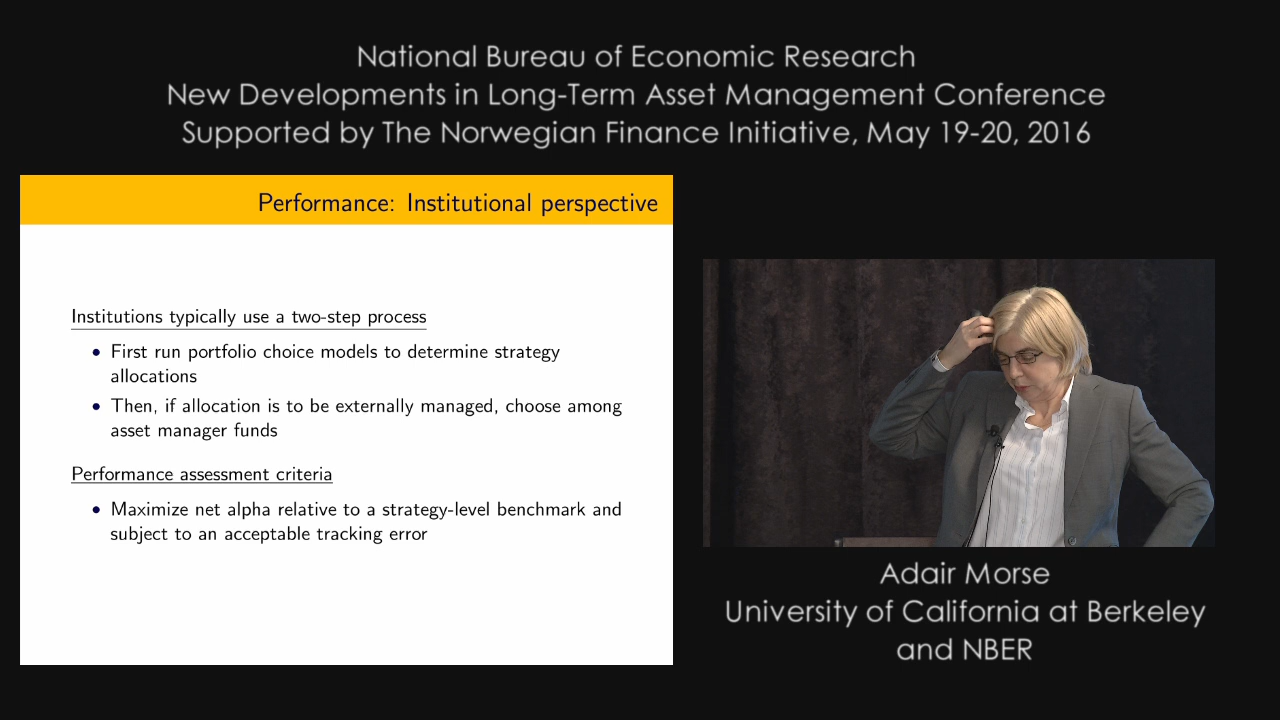 National Bureau of Economic Research
New Developments in Long-Term Asset Management Conference
Supported by The Norwegian Finance Initiative, May 19-20, 2016
Performance: Institutional perspective
Institutions typically use a two-step process
• First run portfolio choice models to determine strategy
allocations
• Then, if allocation is to be externally managed, choose among
asset manager funds
Performance assessment criteria
• Maximize net alpha relative to a strategy-level benchmark and
subject to an acceptable tracking error
Adair Morse
University of California at Berkeley
and NBER